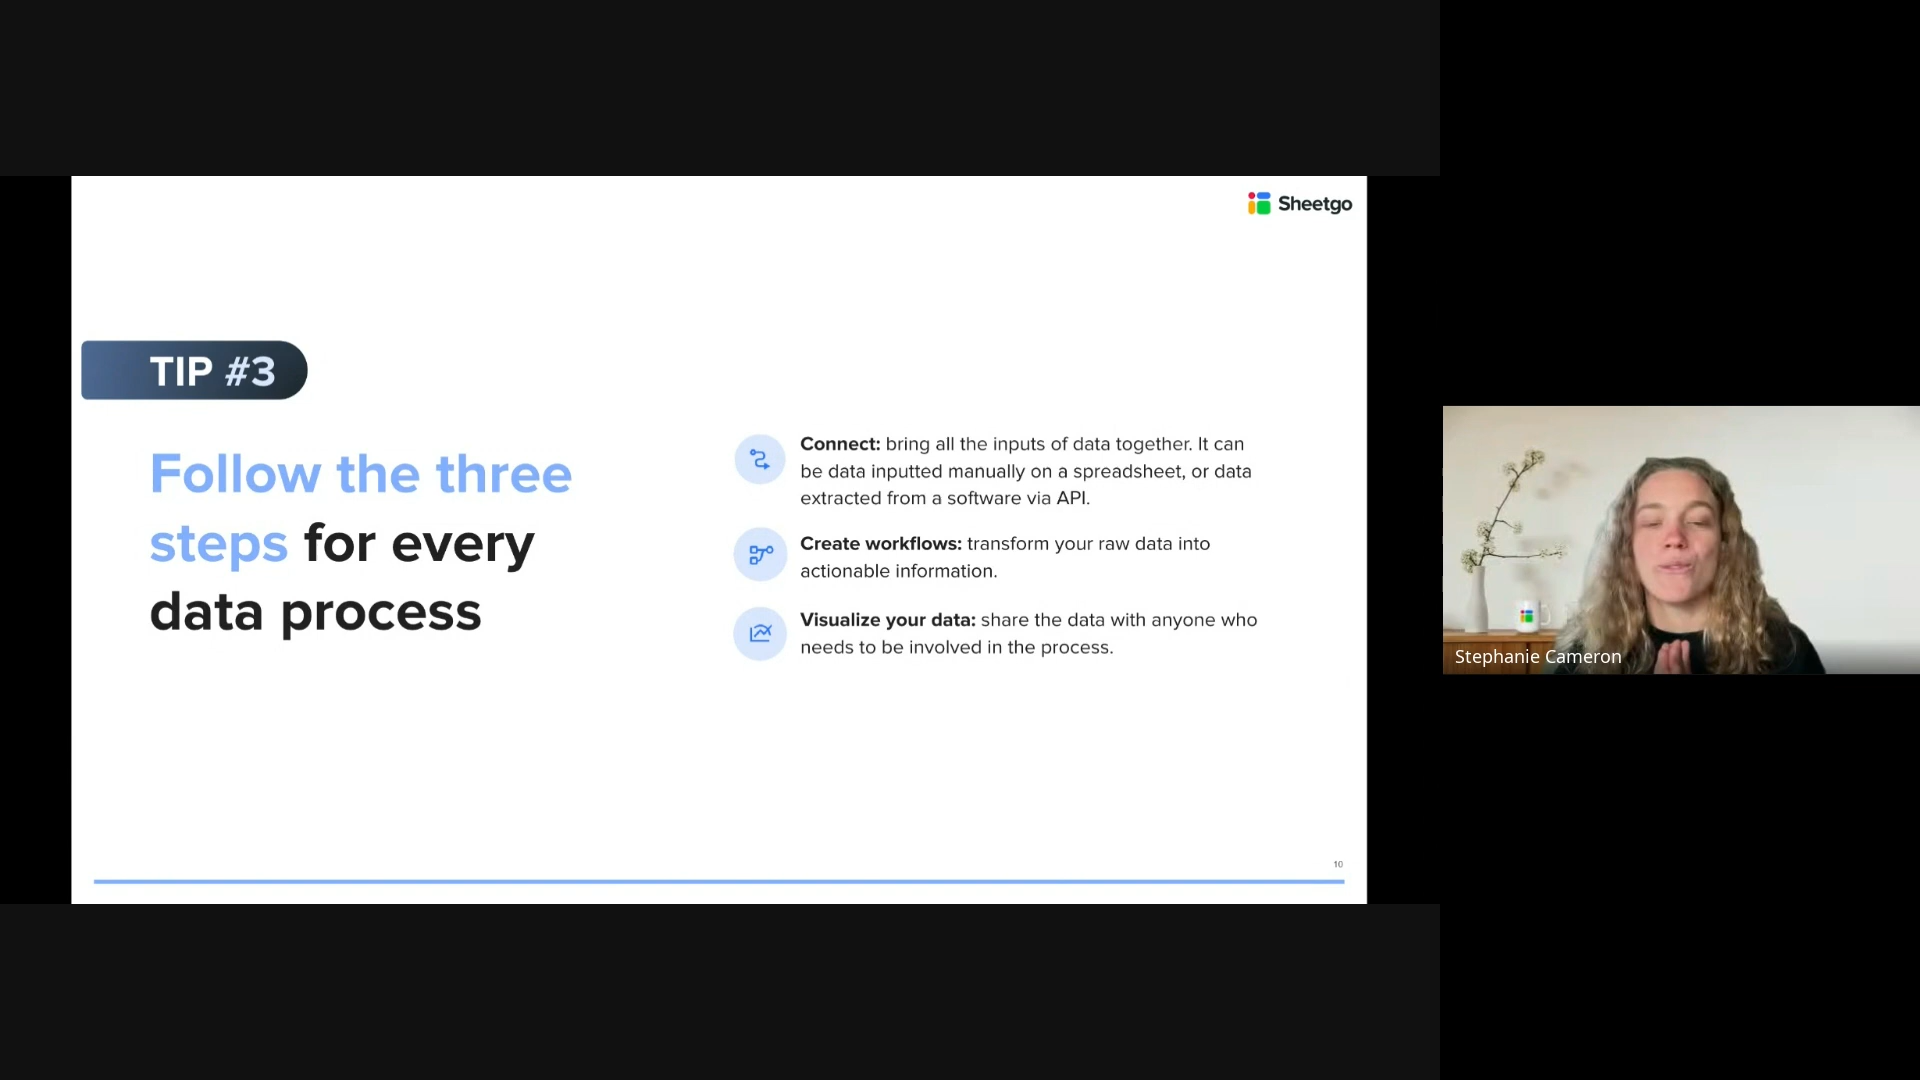 Sheetgo
TIP #3
Follow the three
steps for every
data process
Connect: bring all the inputs of data together. It can
be data inputted manually on a spreadsheet, or data
extracted from a software via API.
Create workflows: transform your raw data into
actionable information.
Visualize your data: share the data with anyone who
needs to be involved in the process.
10
Stephanie Cameron